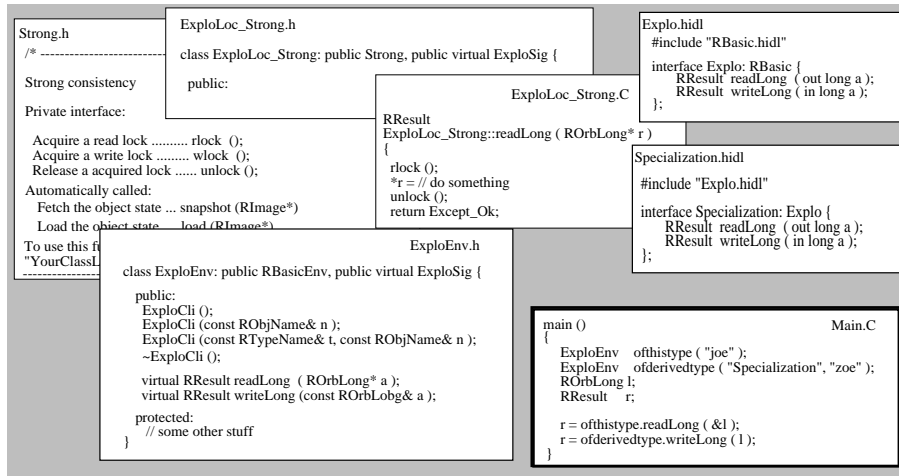 Strong.h
/* ---------------------------
Strong consistency
Private interface:
Acquire a read lock .......... rlock ();
Acquire a write lock ......... wlock ();
Release a acquired lock ...... unlock ();
Automatically called:
Fetch the object state ... snapshot (RImage*)
Load the object state .... load (RImage*)
To use this fu
"YourClassL
---------------
ExploLoc_Strong.h
class ExploLoc_Strong: public Strong, public virtual ExploSig {
public:
ExploLoc_Strong.C
RResult
ExploLoc_Strong::readLong ( ROrbLong* r )
{
rlock ();
*r = // do something
unlock ();
return Except_Ok;
};
ExploEnv.h
class ExploEnv: public RBasicEnv, public virtual ExploSig {
public:
ExploCli ();
ExploCli (const RObjName& n );
ExploCli (const RTypeName& t, const RObjName& n );
~ExploCli ();
virtual RResult readLong ( ROrbLong* a );
virtual RResult writeLong (const ROrbLobg& a );
protected:
// some other stuff
}
Explo.hidl
#include "RBasic.hidl"
interface Explo: RBasic {
RResult readLong ( out long a );
RResult writeLong ( in long a );
};
Specialization.hidl
#include "Explo.hidl"
interface Specialization: Explo {
RResult readLong ( out long a );
RResult writeLong ( in long a );
};
main () Main.C
{
ExploEnv ofthistype ( "joe" );
ExploEnv ofderivedtype ( "Specialization", "zoe" );
ROrbLong l;
RResult r;
r = ofthistype.readLong ( &l );
r = ofderivedtype.writeLong ( l );
}